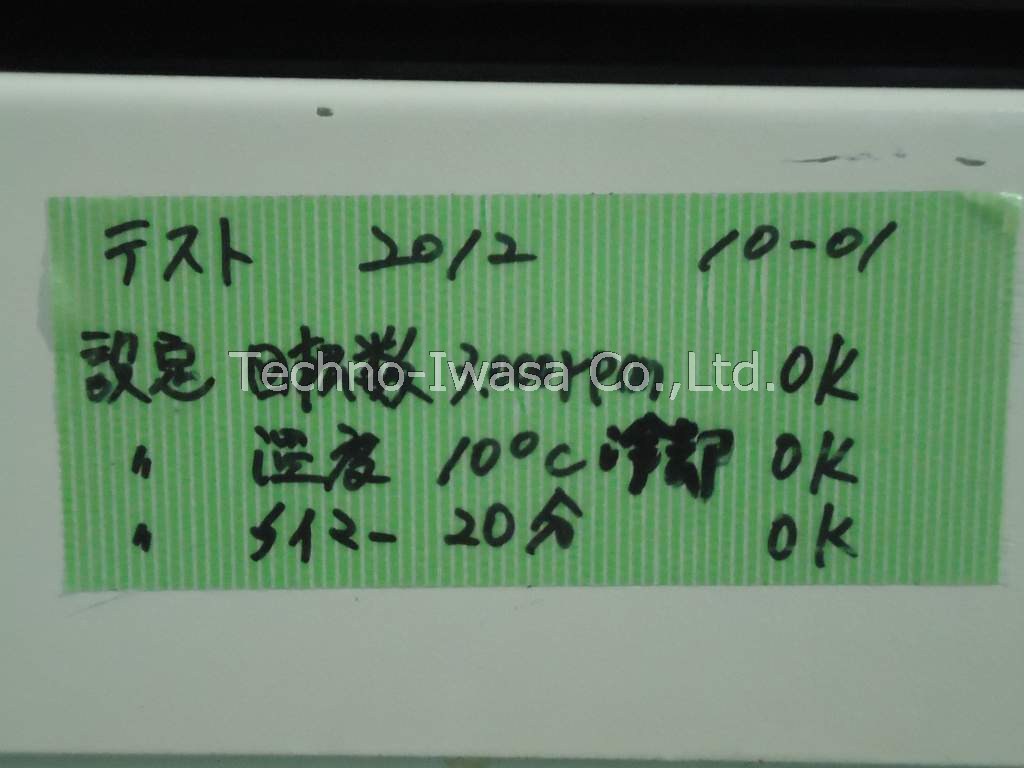 テスト 2012 10-01
設定 回転数 3000rpm OK
〃 温度 10°C 冷却 OK
〃 タイマー 20分 OK
Techno-Iwasa Co.,Ltd.